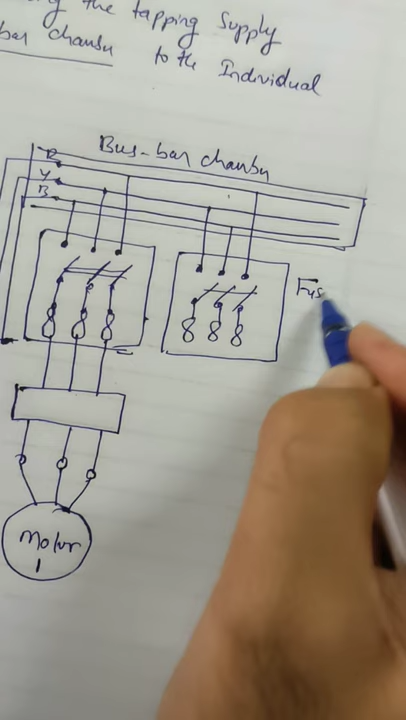 the tapping Supply
bar chamber to the Individual
Bus-bar chamber
R
Y
B
Fus
Motor
1